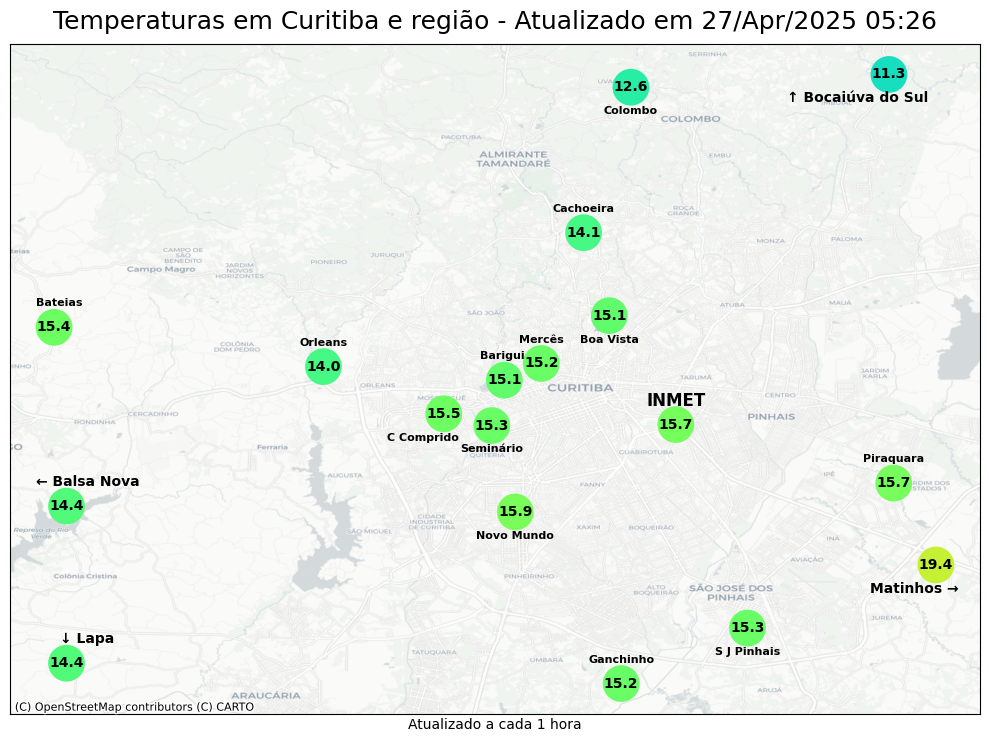 Temperaturas em Curitiba e região - Atualizado em 27/Apr/2025 05:26
SERRINHA
11.3
12.6
↑ Bocaiúva do Sul
Colombo
COLOMBO
PACOTUBA
ALMIRANTE
TAMANDARÉ
EMBU
Cachoeira
ROÇA
GRANDE
14.1
MONZA
PALOMA
CAMPO DE
SÃO
BENEDITO
JURUQUI
PIONEIRO
Campo Magro
JARDIM
NOVOS
HORIZONTES
Bateias
15.4
ATUBA
MAUÁ
SÃO JOÃO
15.1
Boa Vista
Mercês
15.2
COLÔNIA
DOM PEDRO
Orleans
14.0
Barigui
15.1
ORLEANS
CURITIBA
TARUMÃ
JARDIM
KARLA
CENTRO
INMET
15.7
PINHAIS
CERCADINHO
RONDINHA
15.5
C Comprido
15.3
Seminário
Ferraria
GUABIROTUBA
Piraquara
15.7
IPÊ
AUGUSTA
FANNY
← Balsa Nova
14.4
15.9
Novo Mundo
CIDADE
INDUSTRIAL
DE CURITIBA
SÃO MIGUEL
XAXIM
BOQUEIRÃO
INÁ
AVIAÇÃO
19.4
Matinhos →
Colônia Cristina
PINHEIRINHO
ALTO
BOQUEIRÃO
SÃO JOSÉ DOS
PINHAIS
JUREMA
15.3
S J Pinhais
↓ Lapa
14.4
TATUQUARA
UMBARÁ
Ganchinho
15.2
ARUJÁ
ARAUCÁRIA
(C) OpenStreetMap contributors (C) CARTO
Atualizado a cada 1 hora